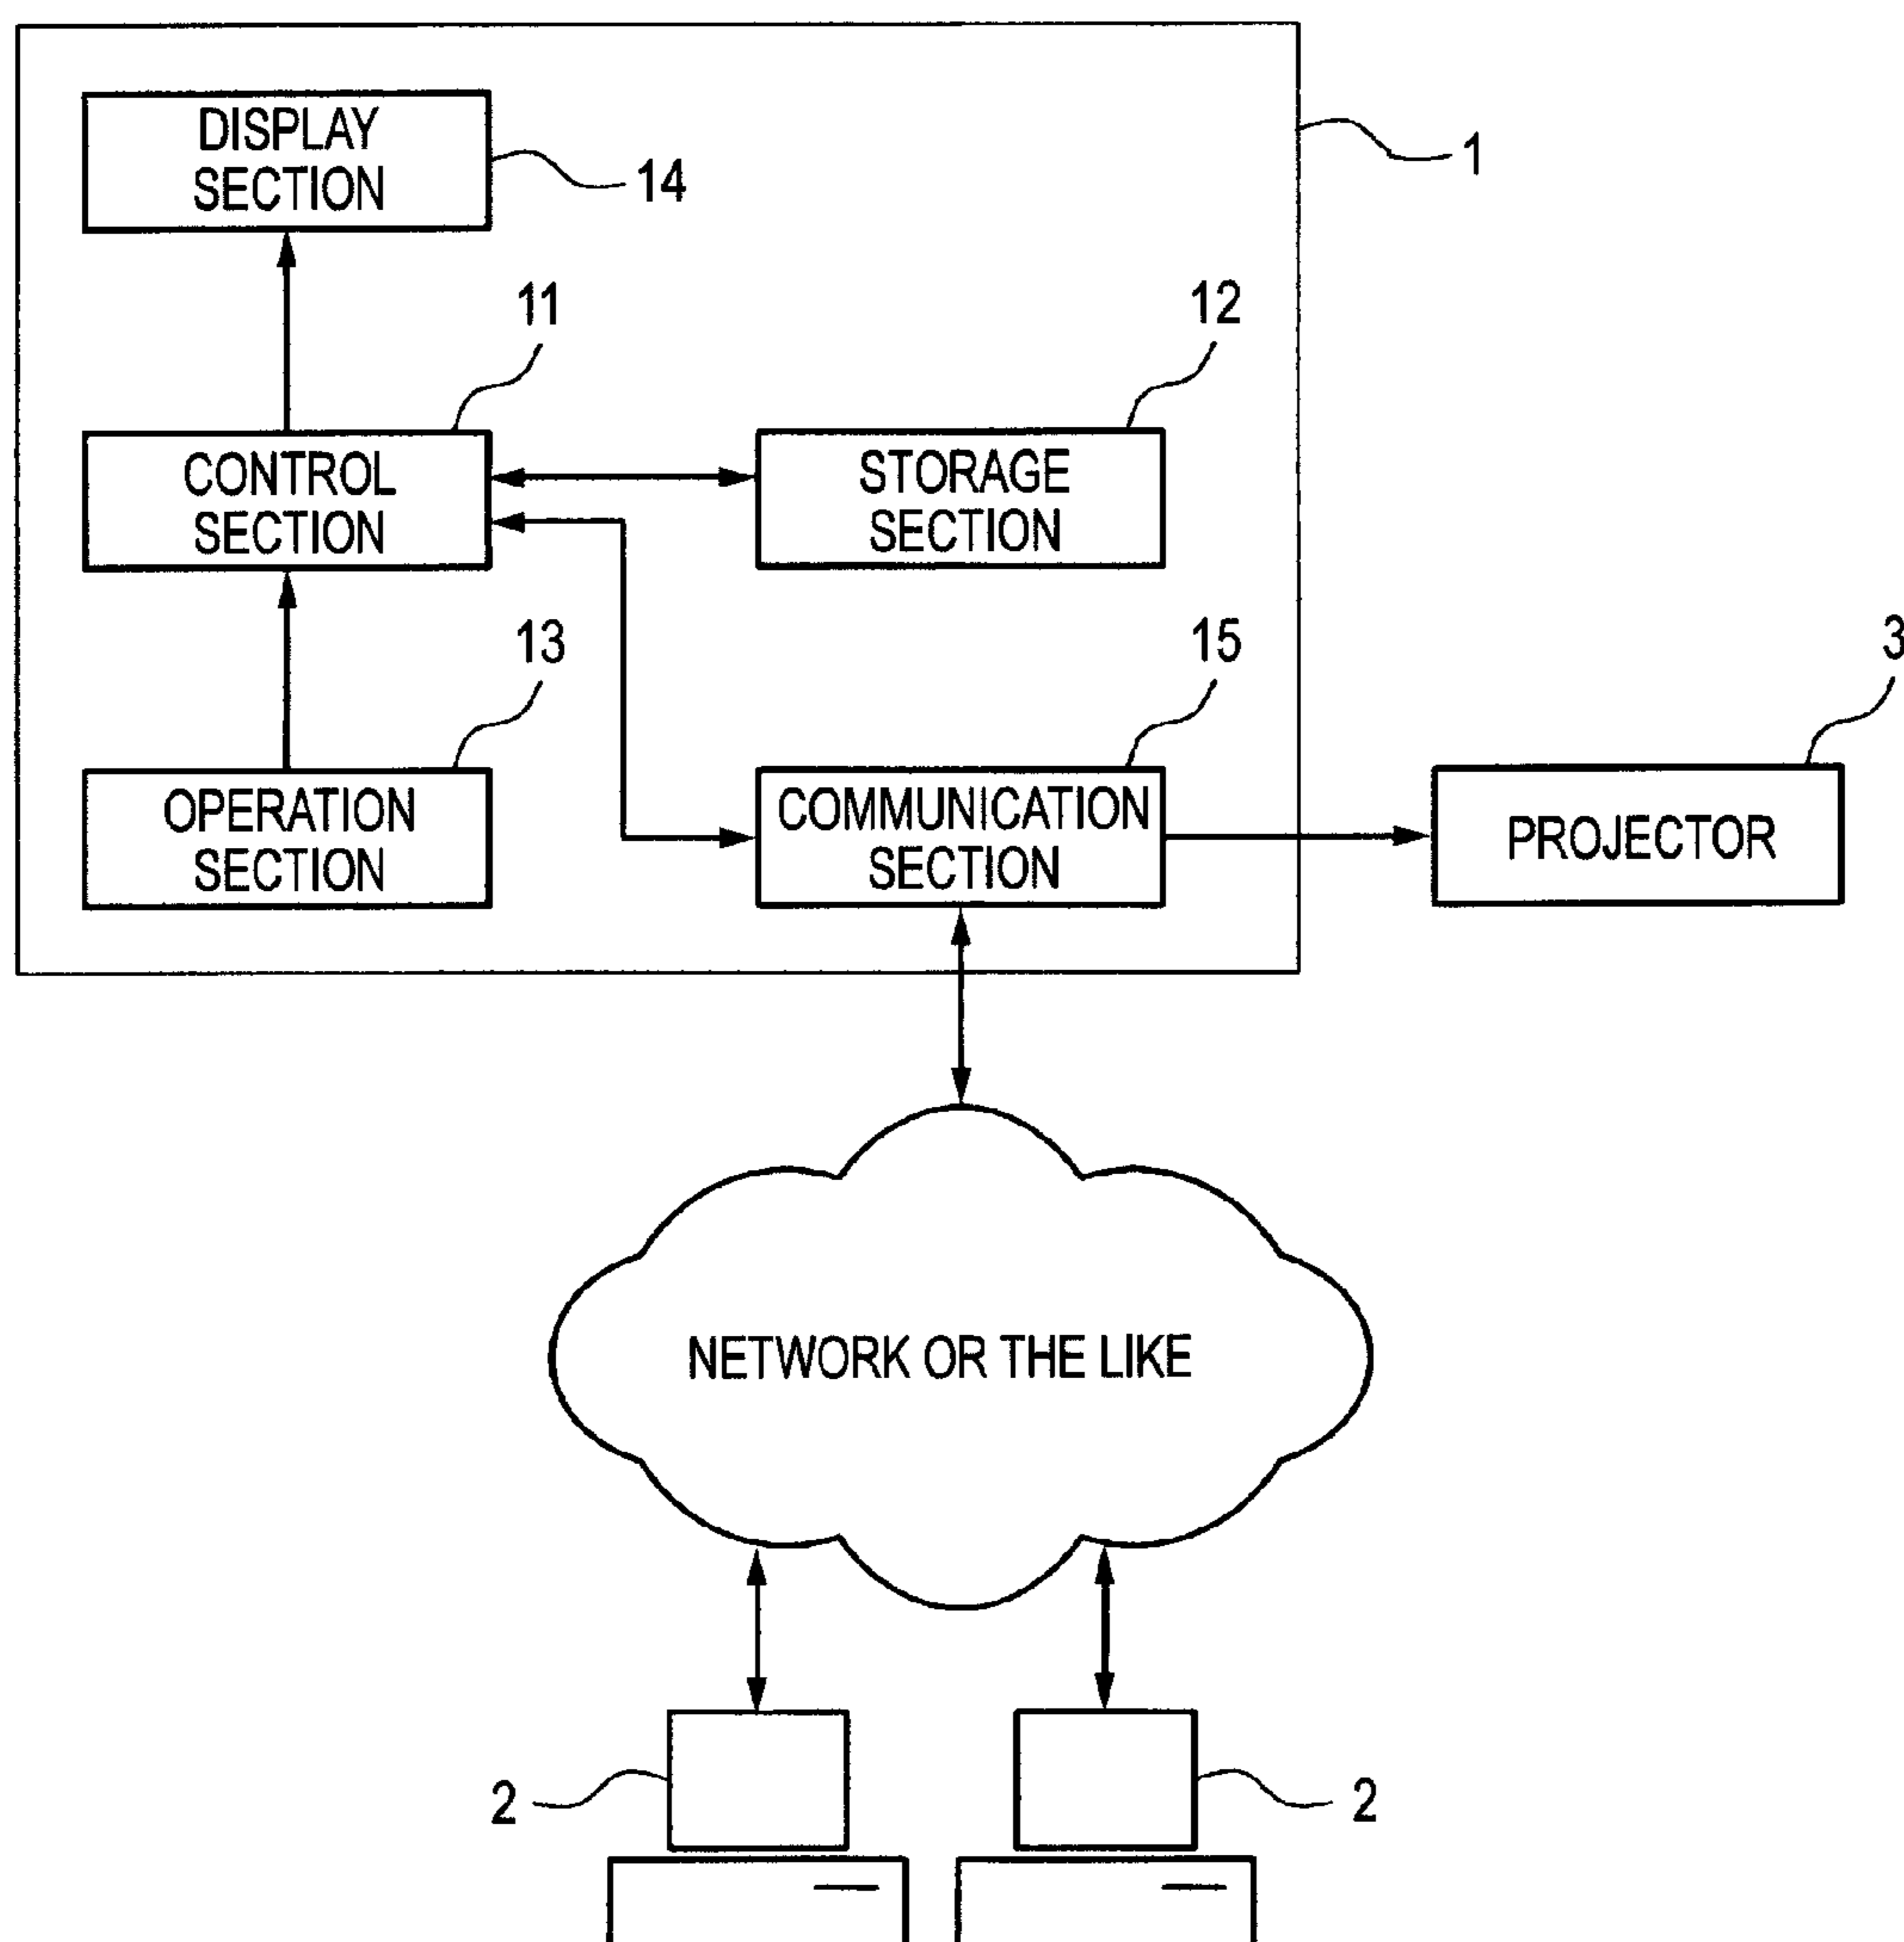 1
DISPLAY
SECTION
14
11
12
CONTROL
SECTION
STORAGE
SECTION
13
15
3
OPERATION
SECTION
COMMUNICATION
SECTION
PROJECTOR
NETWORK OR THE LIKE
2
2